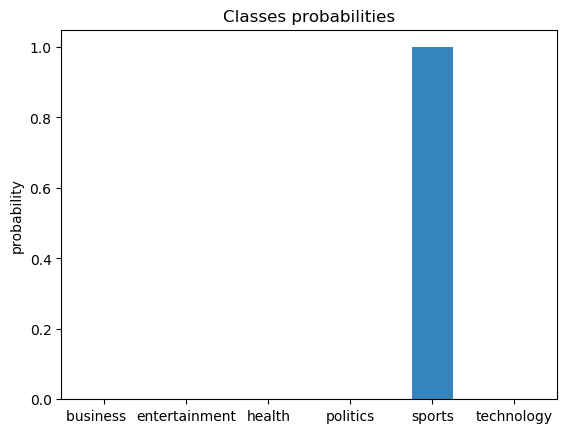 Classes probabilities
probability
1.0
0.8
0.6
0.4
0.2
0.0
business entertainment health politics sports technology